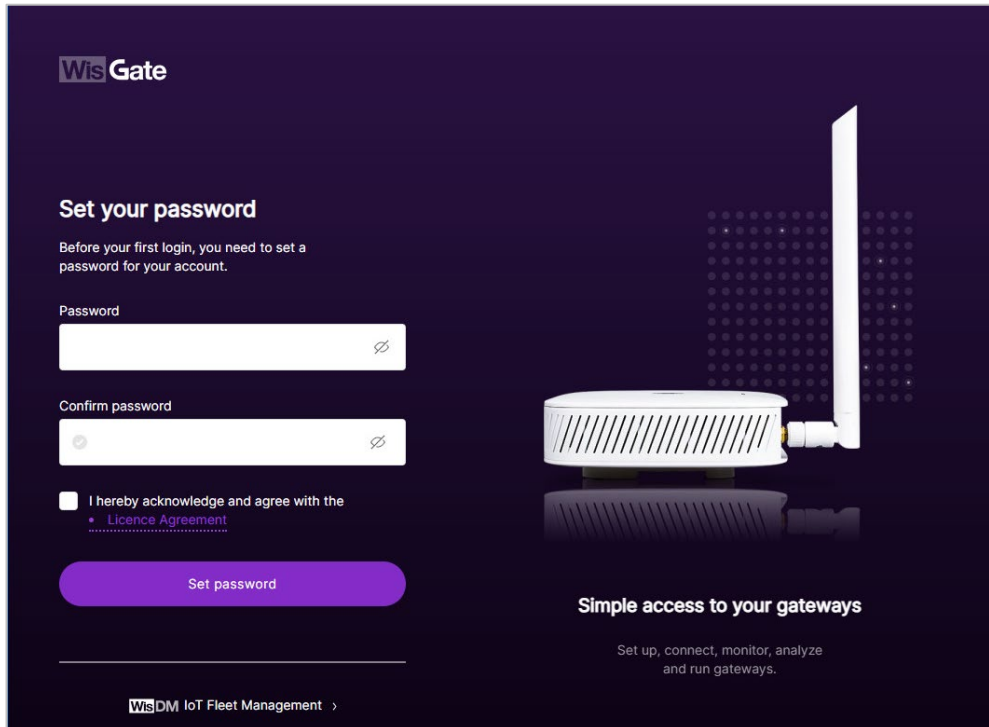 WisGate
Set your password
Before your first login, you need to set a
password for your account.
Password
Confirm password
I hereby acknowledge and agree with the
• Licence Agreement
Set password
WisDM IoT Fleet Management ›
Simple access to your gateways
Set up, connect, monitor, analyze
and run gateways.